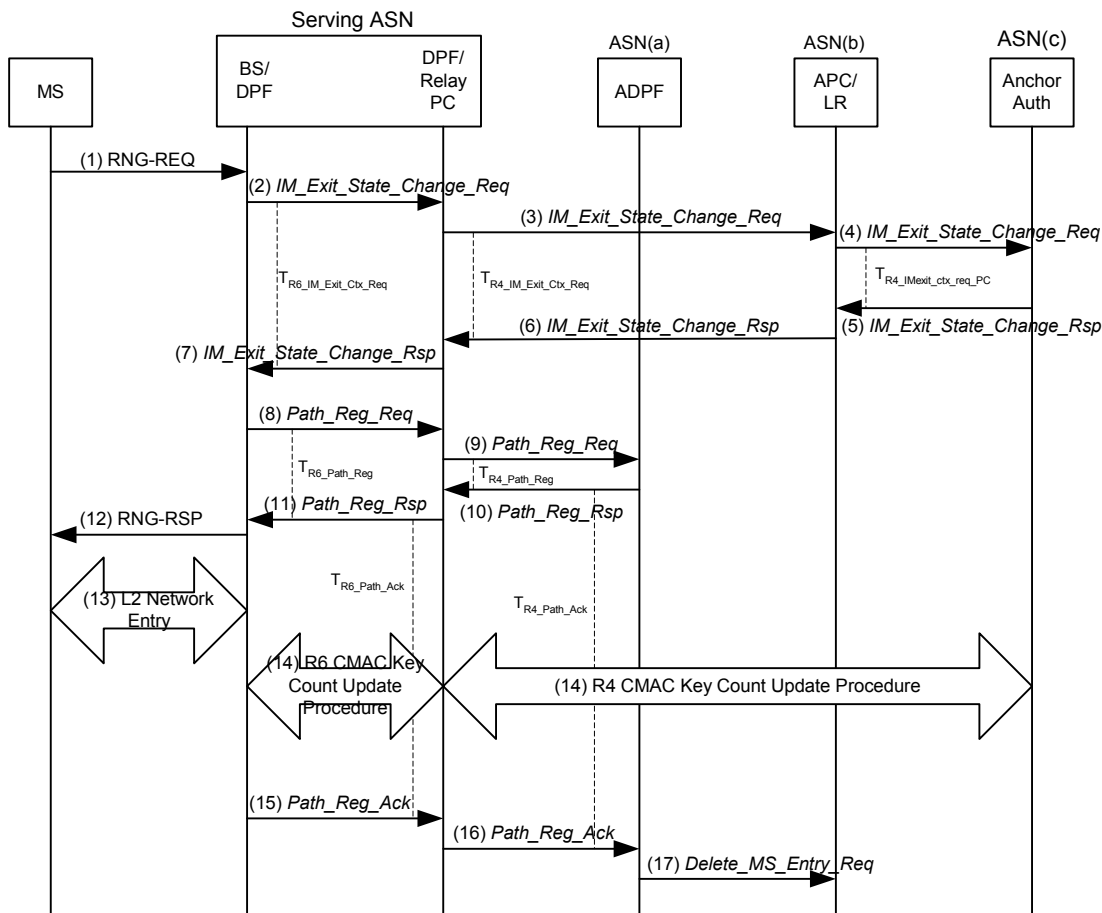 Serving ASN
ASN(a)
ASN(b)
ASN(c)
MS
BS/
DPF
DPF/
Relay
PC
ADPF
APC/
LR
Anchor
Auth
(1) RNG-REQ
(2) IM_Exit_State_Change_Req
(3) IM_Exit_State_Change_Req
(4) IM_Exit_State_Change_Req
TR6_IM_Exit_Ctx_Req
TR4_IM_Exit_Ctx_Req
TR4_IMexit_ctx_req_PC
(5) IM_Exit_State_Change_Rsp
(6) IM_Exit_State_Change_Rsp
(7) IM_Exit_State_Change_Rsp
(8) Path_Reg_Req
(9) Path_Reg_Req
TR6_Path_Reg
TR4_Path_Reg
(10) Path_Reg_Rsp
(11) Path_Reg_Rsp
(12) RNG-RSP
TR6_Path_Ack
TR4_Path_Ack
(13) L2 Network
Entry
(14) R6 CMAC Key
Count Update
Procedure
(14) R4 CMAC Key Count Update Procedure
(15) Path_Reg_Ack
(16) Path_Reg_Ack
(17) Delete_MS_Entry_Req